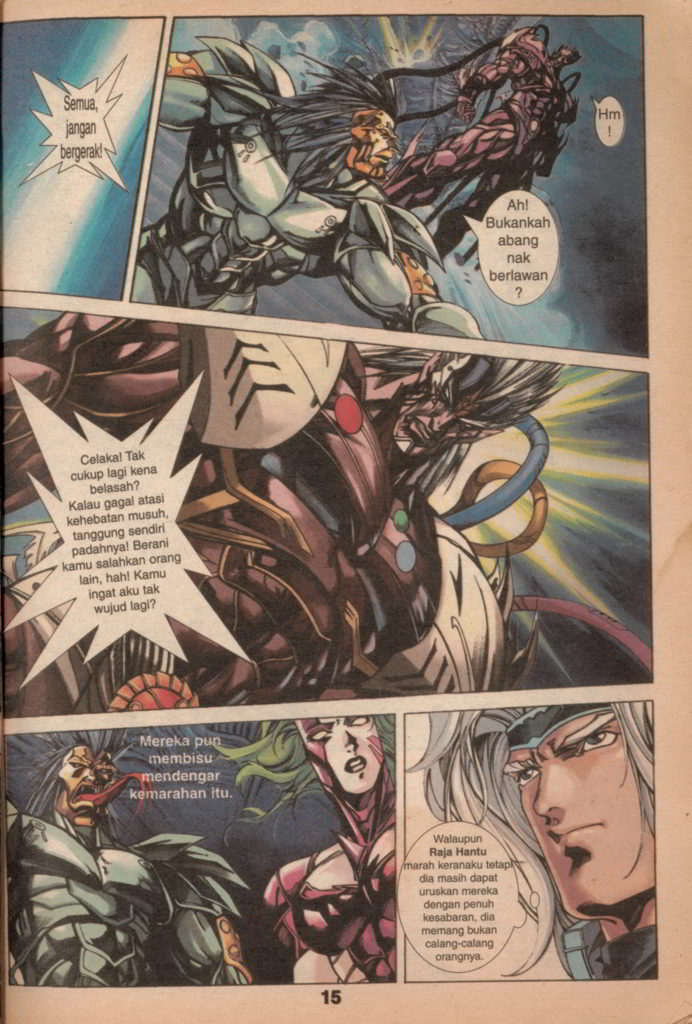 Semua,
jangan
bergerak!
Hm
!
Ah!
Bukankah
abang
nak
berlawan
?
Celaka! Tak
cukup lagi kena
belasah?
Kalau gagal atasi
kehebatan musuh,
tanggung sendiri
padahnya! Berani
kamu salahkan orang
lain, hah! Kamu
ingat aku tak
wujud lagi?
Mereka pun
membisu
mendengar
kemarahan itu.
Walaupun
Raja Hantu
marah keranaku tetapi
dia masih dapat
uruskan mereka
dengan penuh
kesabaran, dia
memang bukan
calang-calang
orangnya.
15